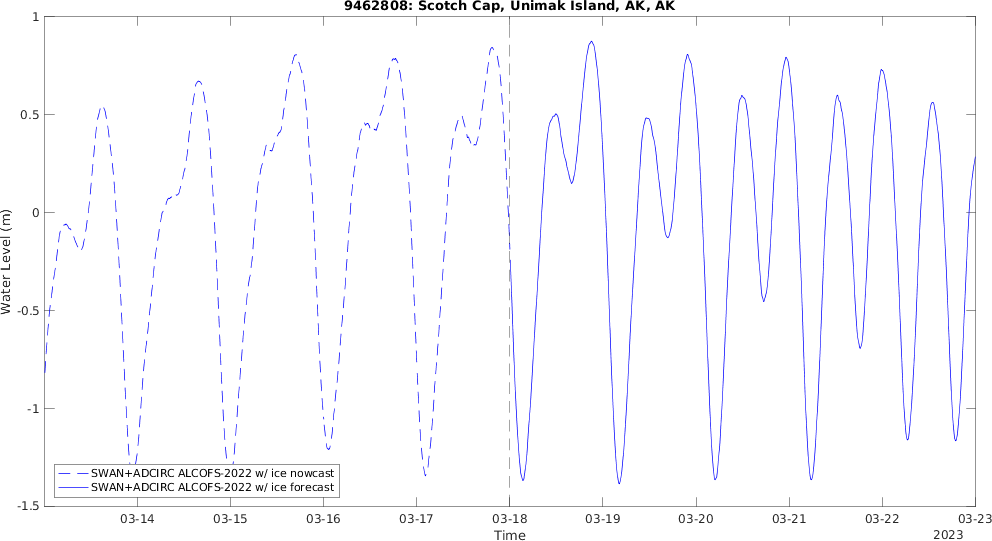 9462808: Scotch Cap, Unimak Island, AK, AK
1
0.5
0
-0.5
-1
-1.5
Water Level (m)
SWAN+ADCIRC ALCOFS-2022 w/ ice nowcast
SWAN+ADCIRC ALCOFS-2022 w/ ice forecast
03-14 03-15 03-16 03-17 03-18 03-19 03-20 03-21 03-22 03-23
Time
2023